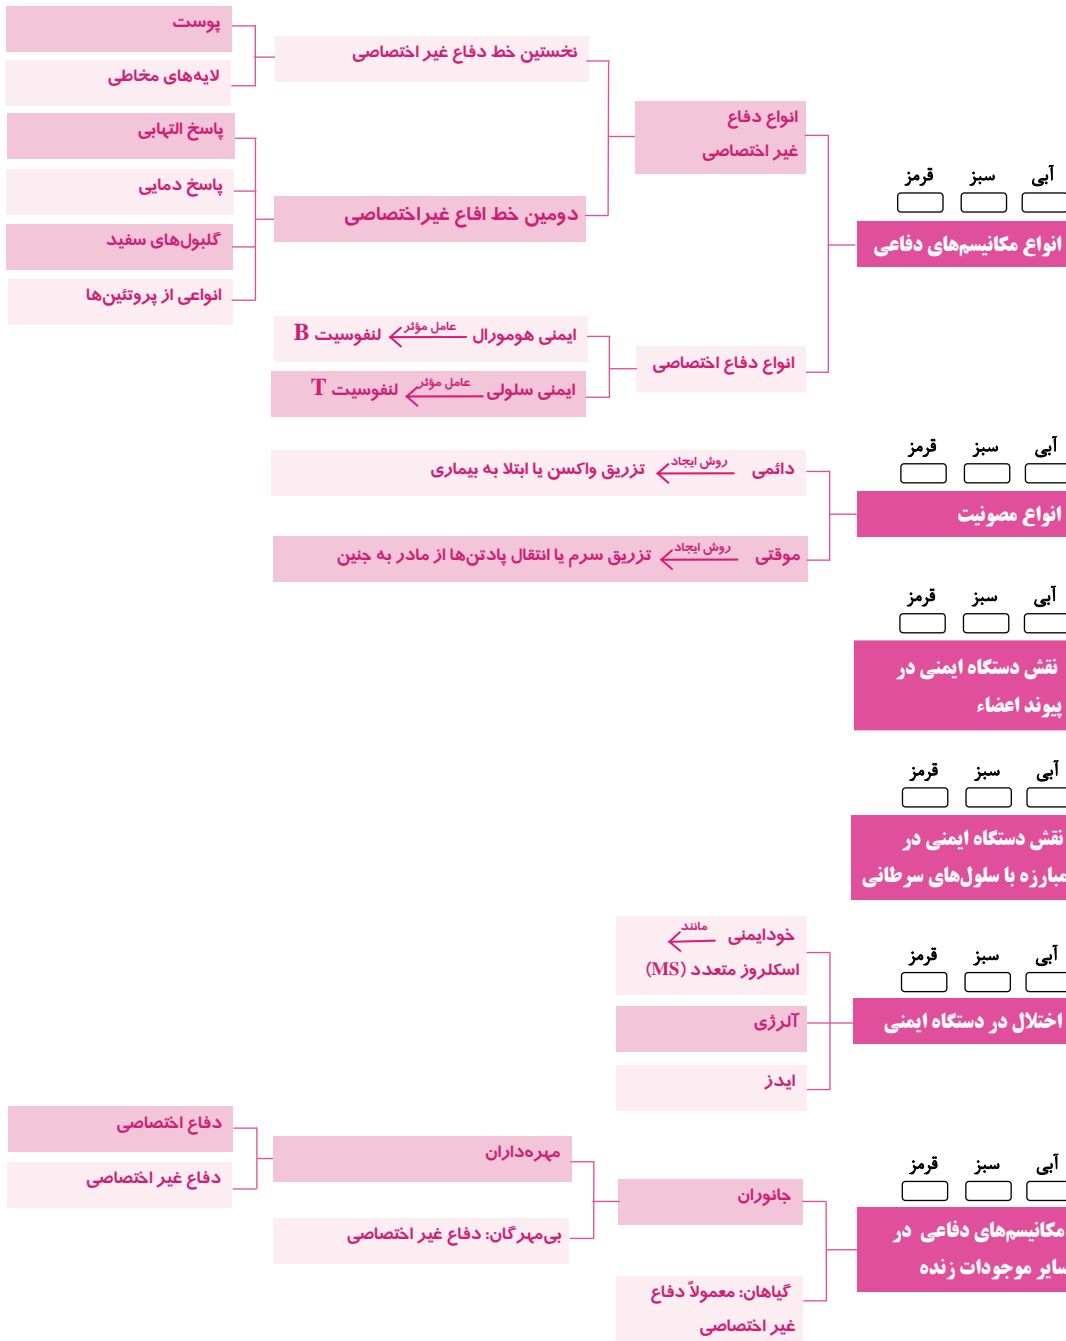 آبی سبز قرمز
انواع مکانیسم‌های دفاعی
انواع دفاع
غیر اختصاصی
نخستین خط دفاع غیر اختصاصی
پوست
لایه‌های مخاطی
دومین خط افاع غیراختصاصی
پاسخ التهابی
پاسخ دمایی
گلبول‌های سفید
انواعی از پروتئین‌ها
انواع دفاع اختصاصی
ایمنی هومورال عامل مؤثر لنفوسیت B
ایمنی سلولی عامل مؤثر لنفوسیت T
آبی سبز قرمز
انواع مصونیت
دائمی روش ایجاد تزریق واکسن یا ابتلا به بیماری
موقتی روش ایجاد تزریق سرم یا انتقال پادتن‌ها از مادر به جنین
آبی سبز قرمز
نقش دستگاه ایمنی در
پیوند اعضاء
آبی سبز قرمز
نقش دستگاه ایمنی در
مبارزه با سلول‌های سرطانی
آبی سبز قرمز
اختلال در دستگاه ایمنی
خودایمنی مانند
اسکلروز متعدد (MS)
آلرژی
ایدز
آبی سبز قرمز
مکانیسم‌های دفاعی در
سایر موجودات زنده
جانوران
مهره‌داران
دفاع اختصاصی
دفاع غیر اختصاصی
بی‌مهرگان: دفاع غیر اختصاصی
گیاهان: معمولاً دفاع
غیر اختصاصی